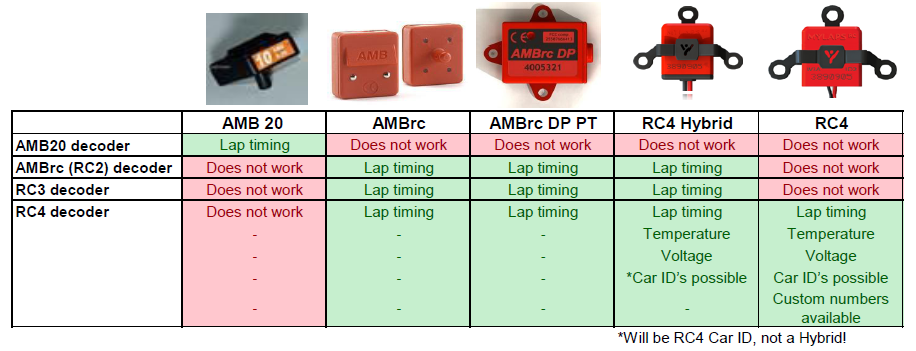 10
AMB
AMBrc DP
4005321
AMB 20 AMBrc AMBrc DP PT RC4 Hybrid RC4
AMB20 decoder Lap timing Does not work Does not work Does not work Does not work
AMBrc (RC2) decoder Does not work Lap timing Lap timing Lap timing Does not work
RC3 decoder Does not work Lap timing Lap timing Lap timing Does not work
RC4 decoder Does not work Lap timing Lap timing Lap timing Lap timing
- - - Temperature Temperature
- - - Voltage Voltage
- - - *Car ID's possible Car ID's possible
- - - - Custom numbers
available
*Will be RC4 Car ID, not a Hybrid!